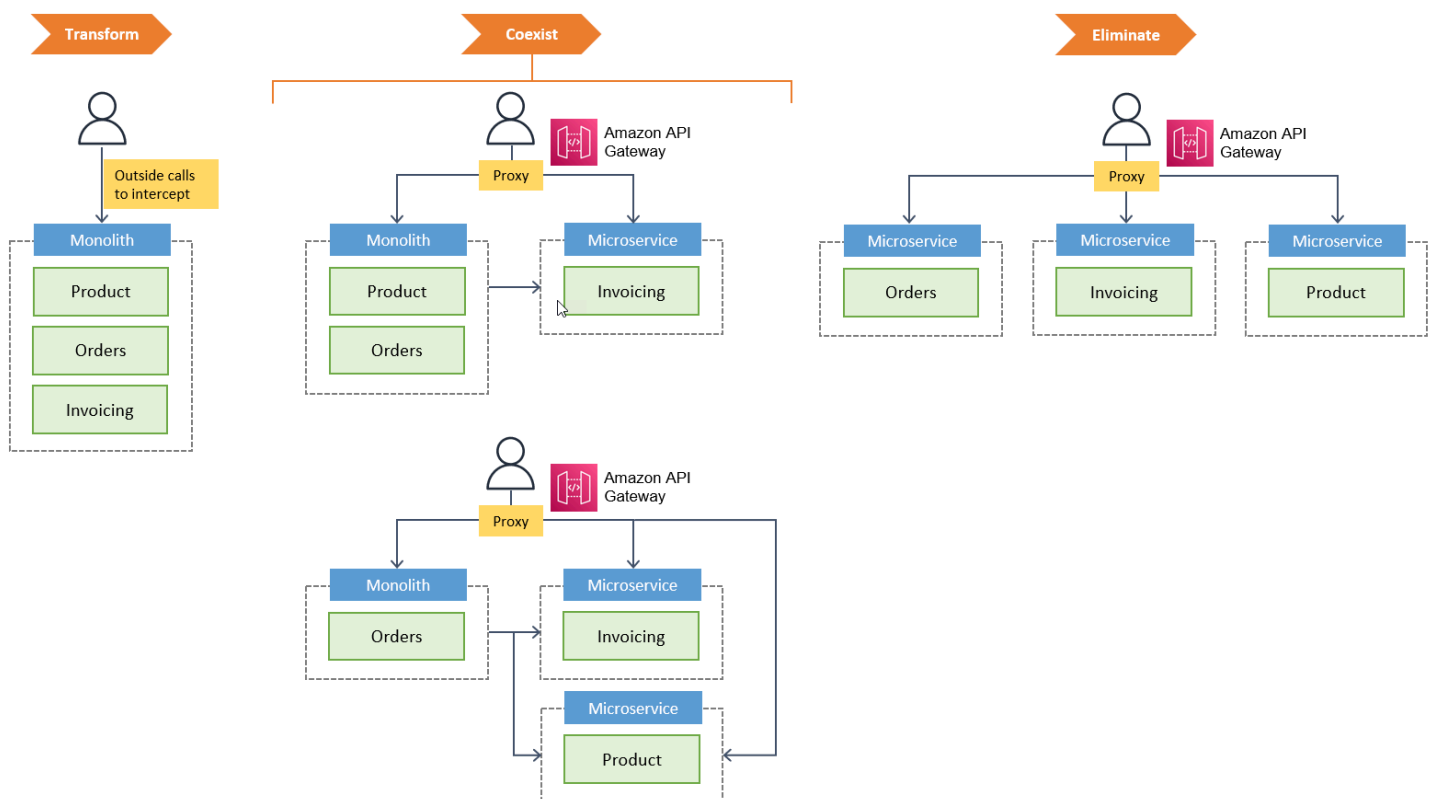 Transform
Outside calls
to intercept
Monolith
Product
Orders
Invoicing
Coexist
Amazon API
Gateway
Proxy
Monolith
Product
Orders
Microservice
Invoicing
Amazon API
Gateway
Proxy
Monolith
Orders
Microservice
Invoicing
Microservice
Product
Eliminate
Amazon API
Gateway
Proxy
Microservice
Orders
Microservice
Invoicing
Microservice
Product